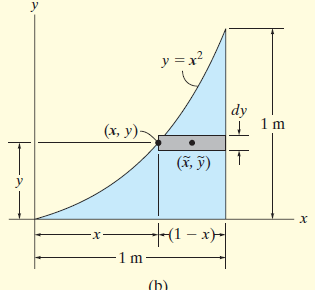 y
y = x²
dy
1 m
(x, y)
(x̃, ỹ)
y
x
x
(1 − x)
1 m
(b)